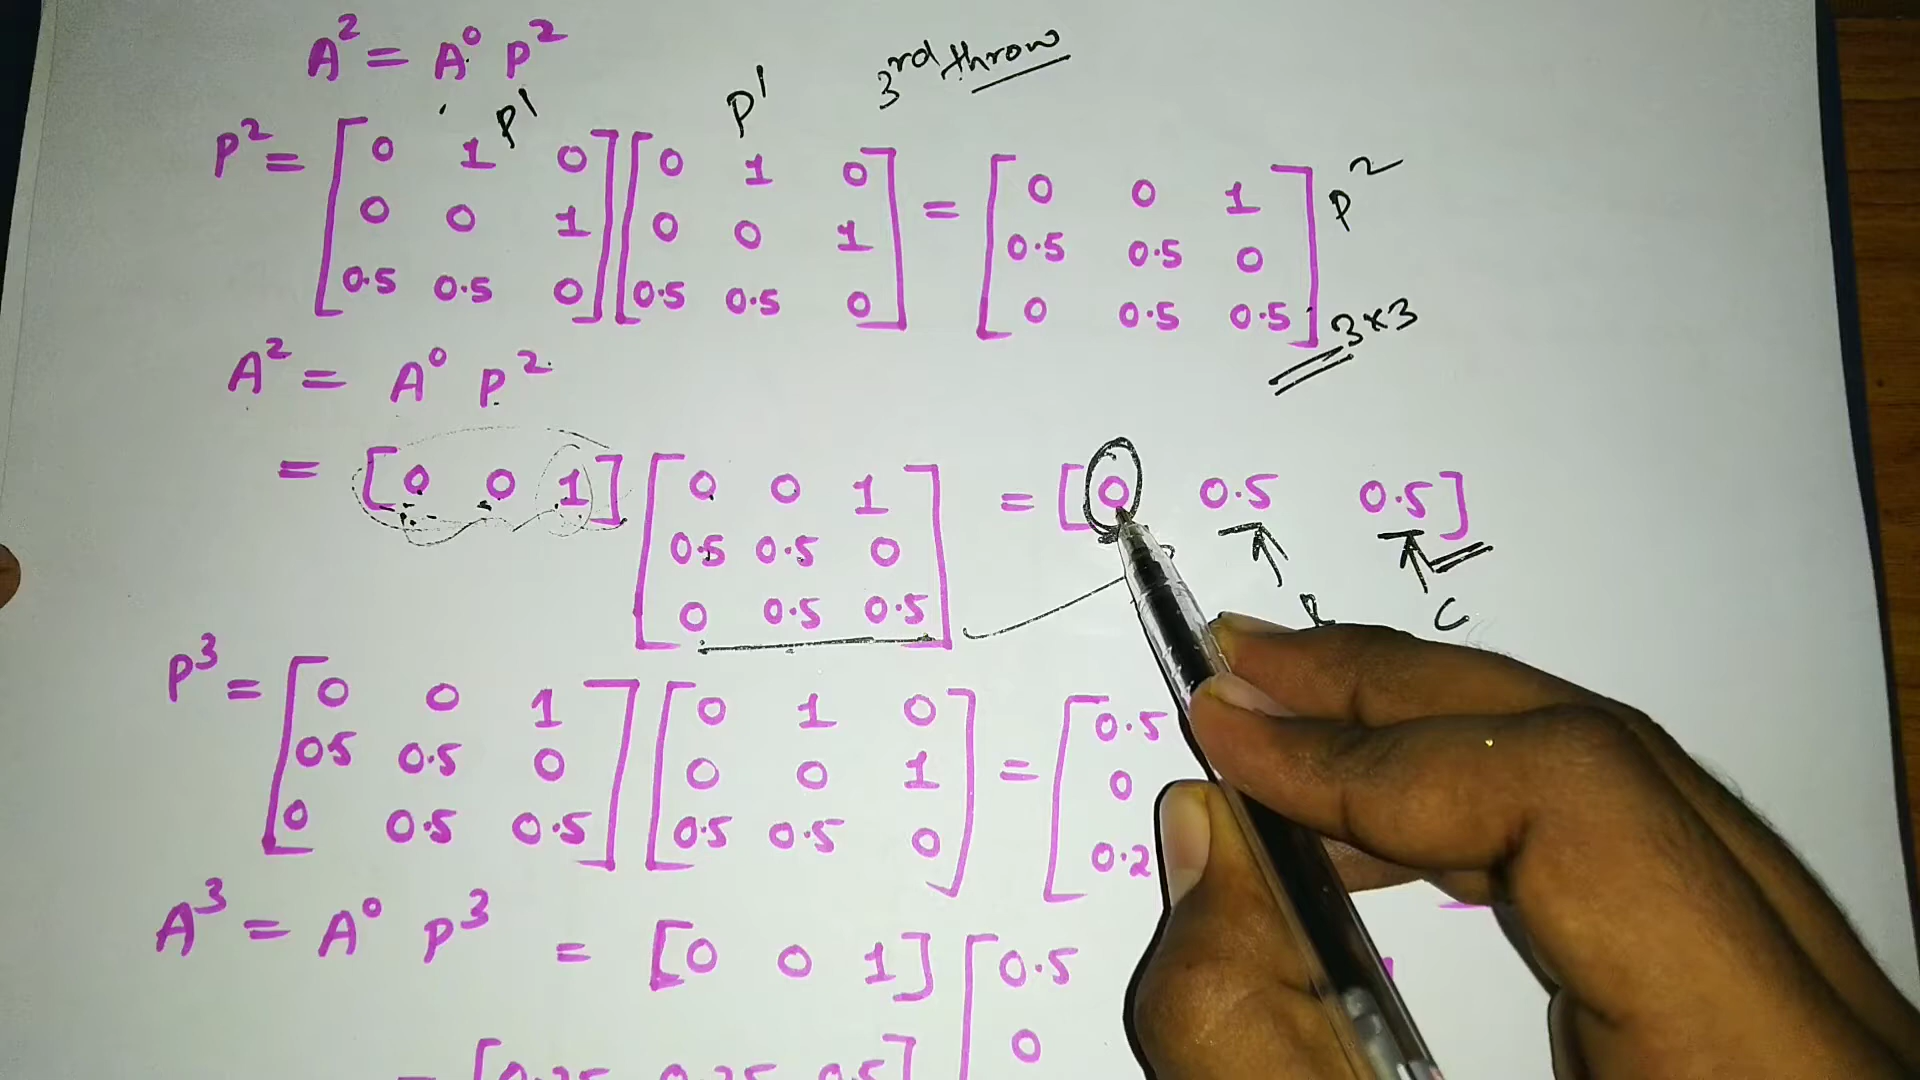 A² = A⁰ P²
3rd throw
P¹ P¹
P² = [0 1 0] [0 1 0] = [0 0 1] P²
[0 0 1] [0 0 1] [0.5 0.5 0]
[0.5 0.5 0] [0.5 0.5 0] [0 0.5 0.5] 3×3
A² = A⁰ P²
= [0 0 1] [0 0 1] = [0 0.5 0.5]
[0.5 0.5 0]
[0 0.5 0.5] C
P³ = [0 0 1] [0 1 0] = [0.5
[05 0.5 0] [0 0 1] 0
[0 0.5 0.5] [0.5 0.5 0] 0.2
A³ = A⁰ P³ = [0 0 1] [0.5
0